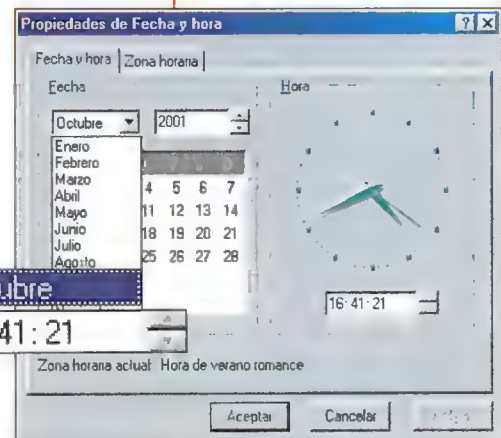 Propiedades de Fecha y hora
Fecha y hora
Zona horaria
Fecha
Hora
Octubre
2001
Enero
Febrero
Marzo
Abril
Mayo
Junio
Julio
Agosto
4 5 6 7
11 12 13 14
18 19 20 21
25 26 27 28
ubre
41:21
16:41:21
Zona horaria actual: Hora de verano romance
Aceptar
Cancelar